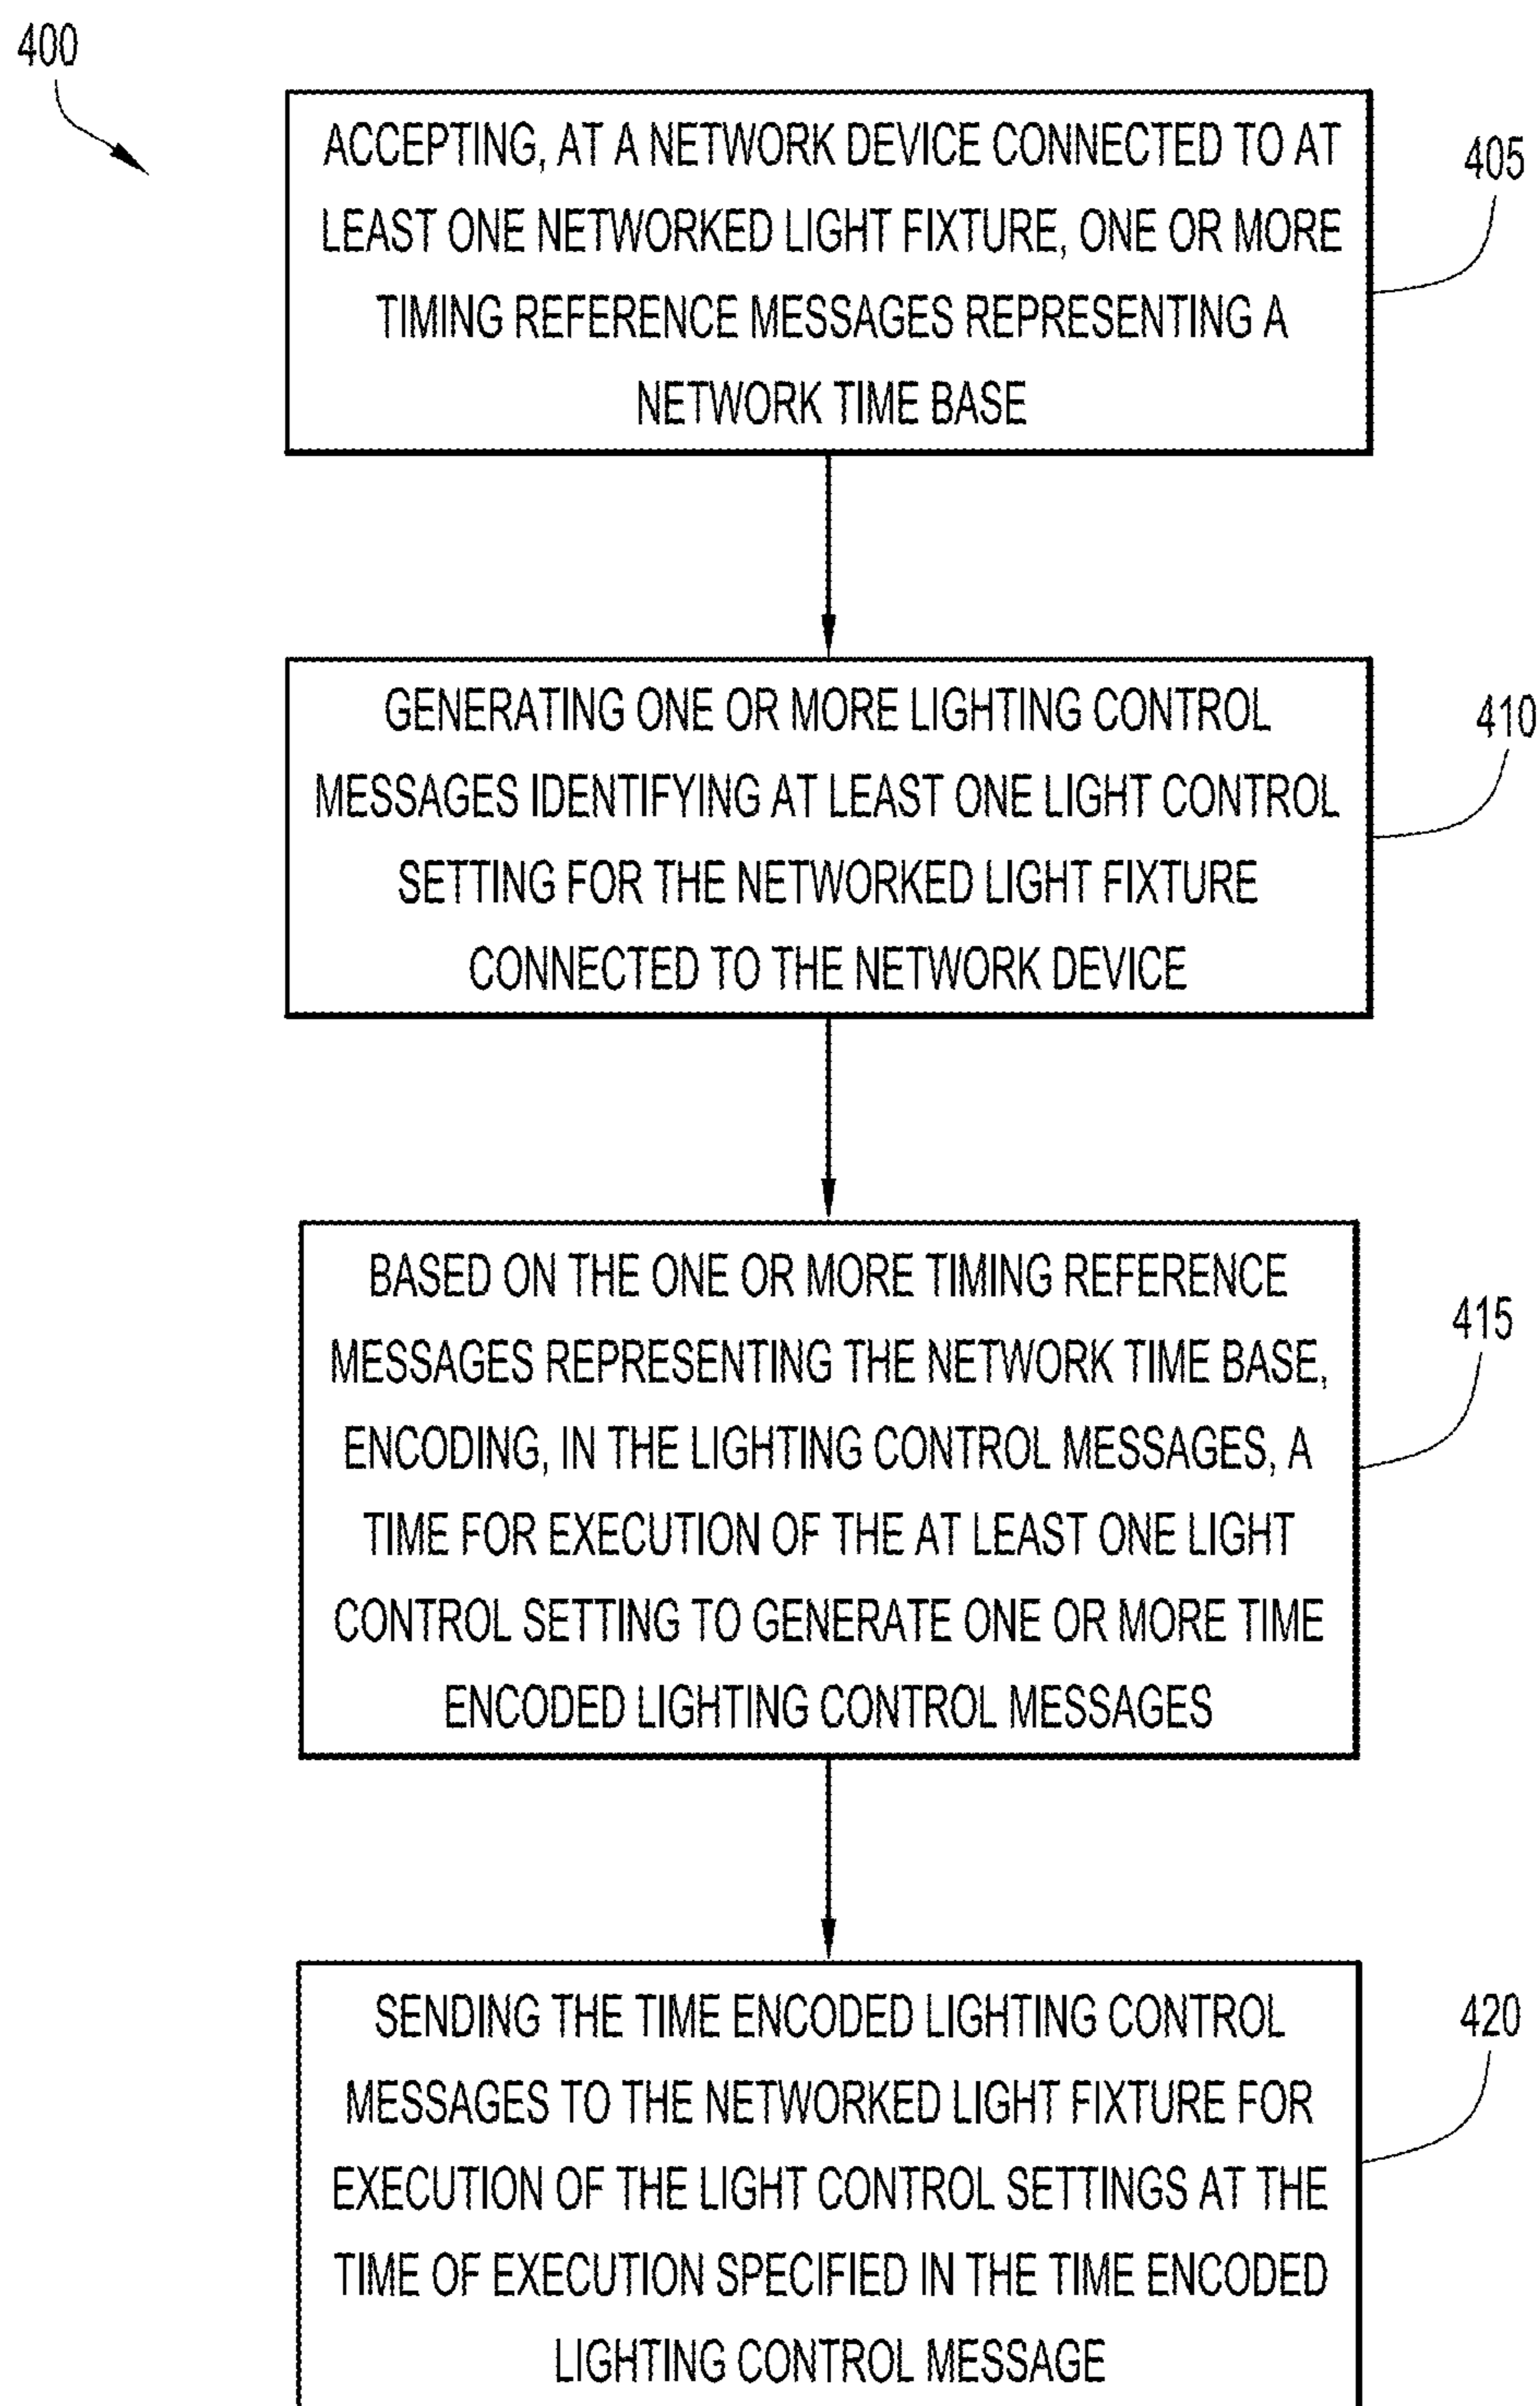 400
ACCEPTING, AT A NETWORK DEVICE CONNECTED TO AT
LEAST ONE NETWORKED LIGHT FIXTURE, ONE OR MORE
TIMING REFERENCE MESSAGES REPRESENTING A
NETWORK TIME BASE
405
GENERATING ONE OR MORE LIGHTING CONTROL
MESSAGES IDENTIFYING AT LEAST ONE LIGHT CONTROL
SETTING FOR THE NETWORKED LIGHT FIXTURE
CONNECTED TO THE NETWORK DEVICE
410
BASED ON THE ONE OR MORE TIMING REFERENCE
MESSAGES REPRESENTING THE NETWORK TIME BASE,
ENCODING, IN THE LIGHTING CONTROL MESSAGES, A
TIME FOR EXECUTION OF THE AT LEAST ONE LIGHT
CONTROL SETTING TO GENERATE ONE OR MORE TIME
ENCODED LIGHTING CONTROL MESSAGES
415
SENDING THE TIME ENCODED LIGHTING CONTROL
MESSAGES TO THE NETWORKED LIGHT FIXTURE FOR
EXECUTION OF THE LIGHT CONTROL SETTINGS AT THE
TIME OF EXECUTION SPECIFIED IN THE TIME ENCODED
LIGHTING CONTROL MESSAGE
420